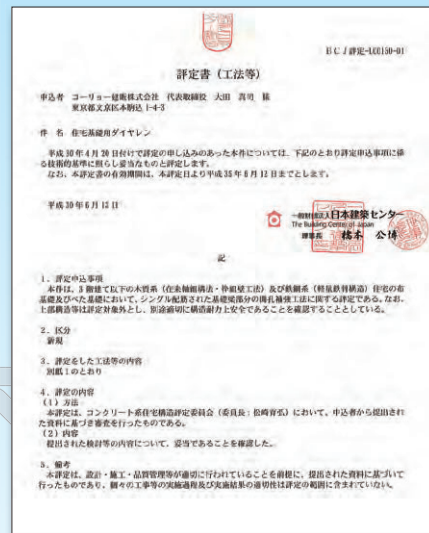 BCJ評定-LC0150-01
評定書(工法等)
申込者 コーリョー建販株式会社 代表取締役 大田 真司 様
東京都文京区本駒込1-4-3
件 名 住宅基礎用ダイヤレン
平成30年4月20日付けで評定の申し込みのあった本件については、下記のとおり評定申込事項に係
る技術的基準に照らし妥当なものと評定します。
なお、本評定書の有効期間は、本評定日より平成35年6月12日までとします。
平成30年6月13日
一般財団法人日本建築センター
The Building Center of Japan
理事長 橋本 公博
記
1.評定申込事項
本件は、3階建て以下の木質系(在来軸組構法・枠組壁工法)及び鉄鋼系(軽量鉄骨構造)住宅の布
基礎及びべた基礎において、シングル配筋された基礎梁部分の開孔補強工法に関する評定である。なお、
上部構造等は評定対象外とし、別途適切に構造耐力上安全であることを確認することとしている。
2.区分
新規
3.評定をした工法等の内容
別紙1のとおり
4.評定の内容
(1)方法
本評定は、コンクリート系住宅構造評定委員会(委員長:松崎育弘)において、申込者から提出され
た資料に基づき審査を行ったものである。
(2)内容
提出された検討等の内容について、妥当であることを確認した。
5.備考
本評定は、設計・施工・品質管理等が適切に行われていることを前提に、提出された資料に基づいて
行ったものであり、個々の工事等の実施過程及び実施結果の適切性は評定の範囲に含まれていない。